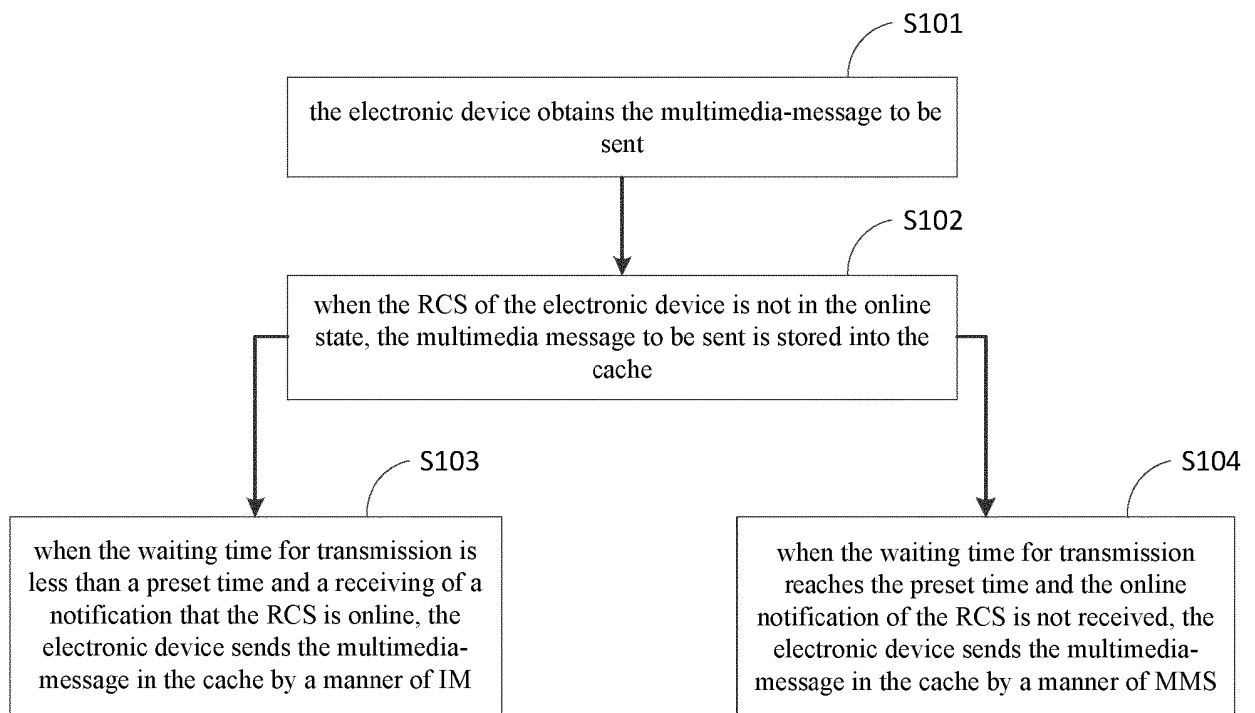 S101
the electronic device obtains the multimedia-message to be
sent
S102
when the RCS of the electronic device is not in the online
state, the multimedia message to be sent is stored into the
cache
S103
when the waiting time for transmission is
less than a preset time and a receiving of a
notification that the RCS is online, the
electronic device sends the multimedia-
message in the cache by a manner of IM
S104
when the waiting time for transmission
reaches the preset time and the online
notification of the RCS is not received, the
electronic device sends the multimedia-
message in the cache by a manner of MMS